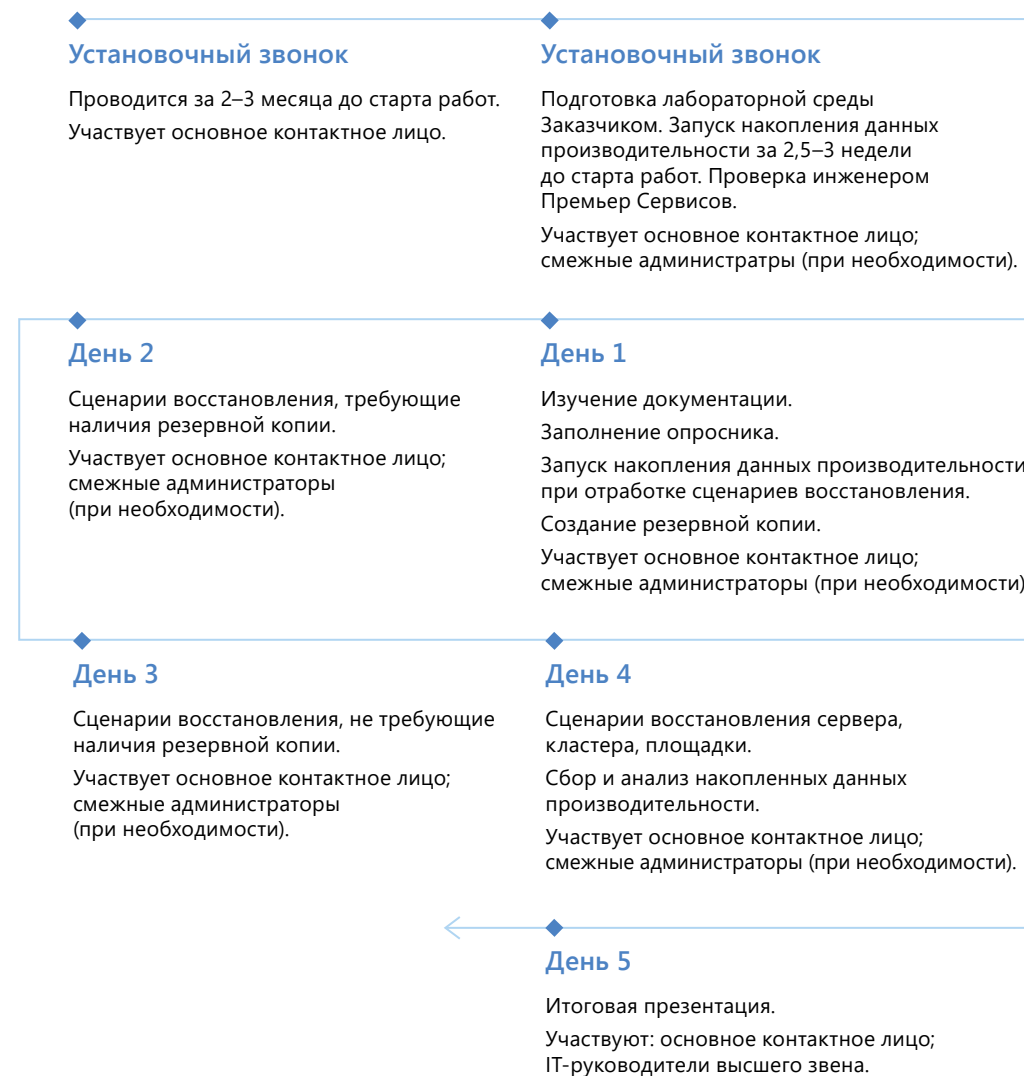 Установочный звонок
Проводится за 2–3 месяца до старта работ.
Участвует основное контактное лицо.
Установочный звонок
Подготовка лабораторной среды
Заказчиком. Запуск накопления данных
производительности за 2,5–3 недели
до старта работ. Проверка инженером
Премьер Сервисов.
Участвует основное контактное лицо;
смежные администратры (при необходимости).
День 2
Сценарии восстановления, требующие
наличия резервной копии.
Участвует основное контактное лицо;
смежные администраторы
(при необходимости).
День 1
Изучение документации.
Заполнение опросника.
Запуск накопления данных производительности
при отработке сценариев восстановления.
Создание резервной копии.
Участвует основное контактное лицо;
смежные администраторы (при необходимости)
День 3
Сценарии восстановления, не требующие
наличия резервной копии.
Участвует основное контактное лицо;
смежные администраторы
(при необходимости).
День 4
Сценарии восстановления сервера,
кластера, площадки.
Сбор и анализ накопленных данных
производительности.
Участвует основное контактное лицо;
смежные администраторы (при необходимости).
День 5
Итоговая презентация.
Участвуют: основное контактное лицо;
IT-руководители высшего звена.